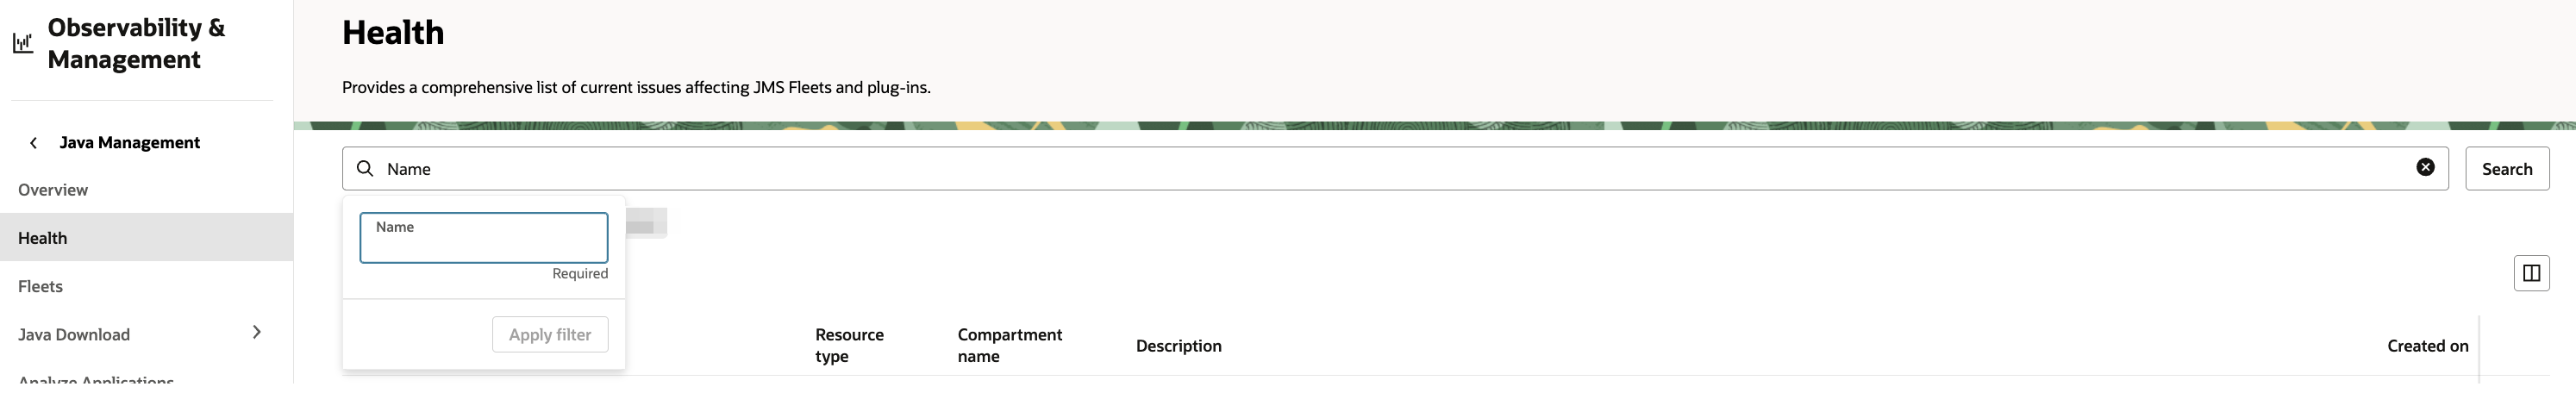 Observability &
Management
Java Management
Overview
Health
Fleets
Java Download
Analyze Applications
Health
Provides a comprehensive list of current issues affecting JMS Fleets and plug-ins.
Name
Search
Name
Required
Apply filter
Resource
type
Compartment
name
Description
Created on